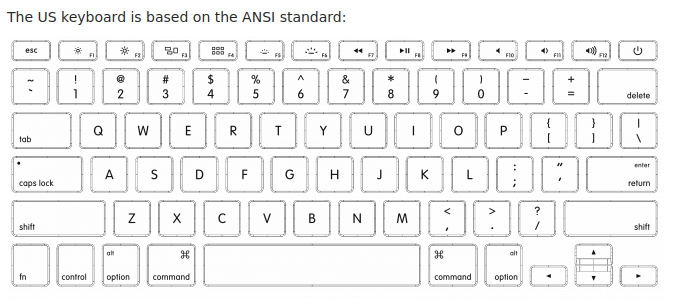 The US keyboard is based on the ANSI standard:
esc F1 F2 F3 F4 F5 F6 F7 F8 F9 F10 F11 F12
~ ! @ # $ % ^ & * ( ) – +
` 1 2 3 4 5 6 7 8 9 0 - = delete
tab Q W E R T Y U I O P { [ } ] | \
caps lock A S D F G H J K L : ; " ' enter return
shift Z X C V B N M < , > . ? / shift
fn control alt option ⌘ command ⌘ command alt option ◄ ▲ ▼ ►